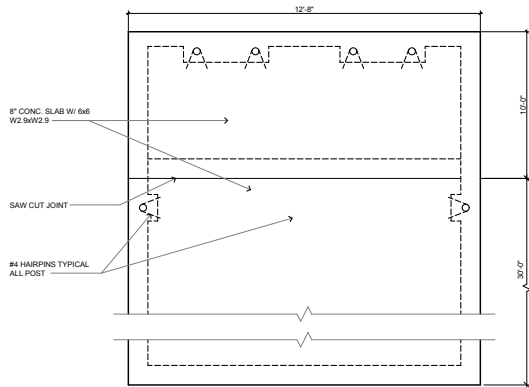 12'-8"
8" CONC. SLAB W/ 6x6
W2.9xW2.9
10'-0"
SAW CUT JOINT
#4 HAIRPINS TYPICAL
ALL POST
30'-0"